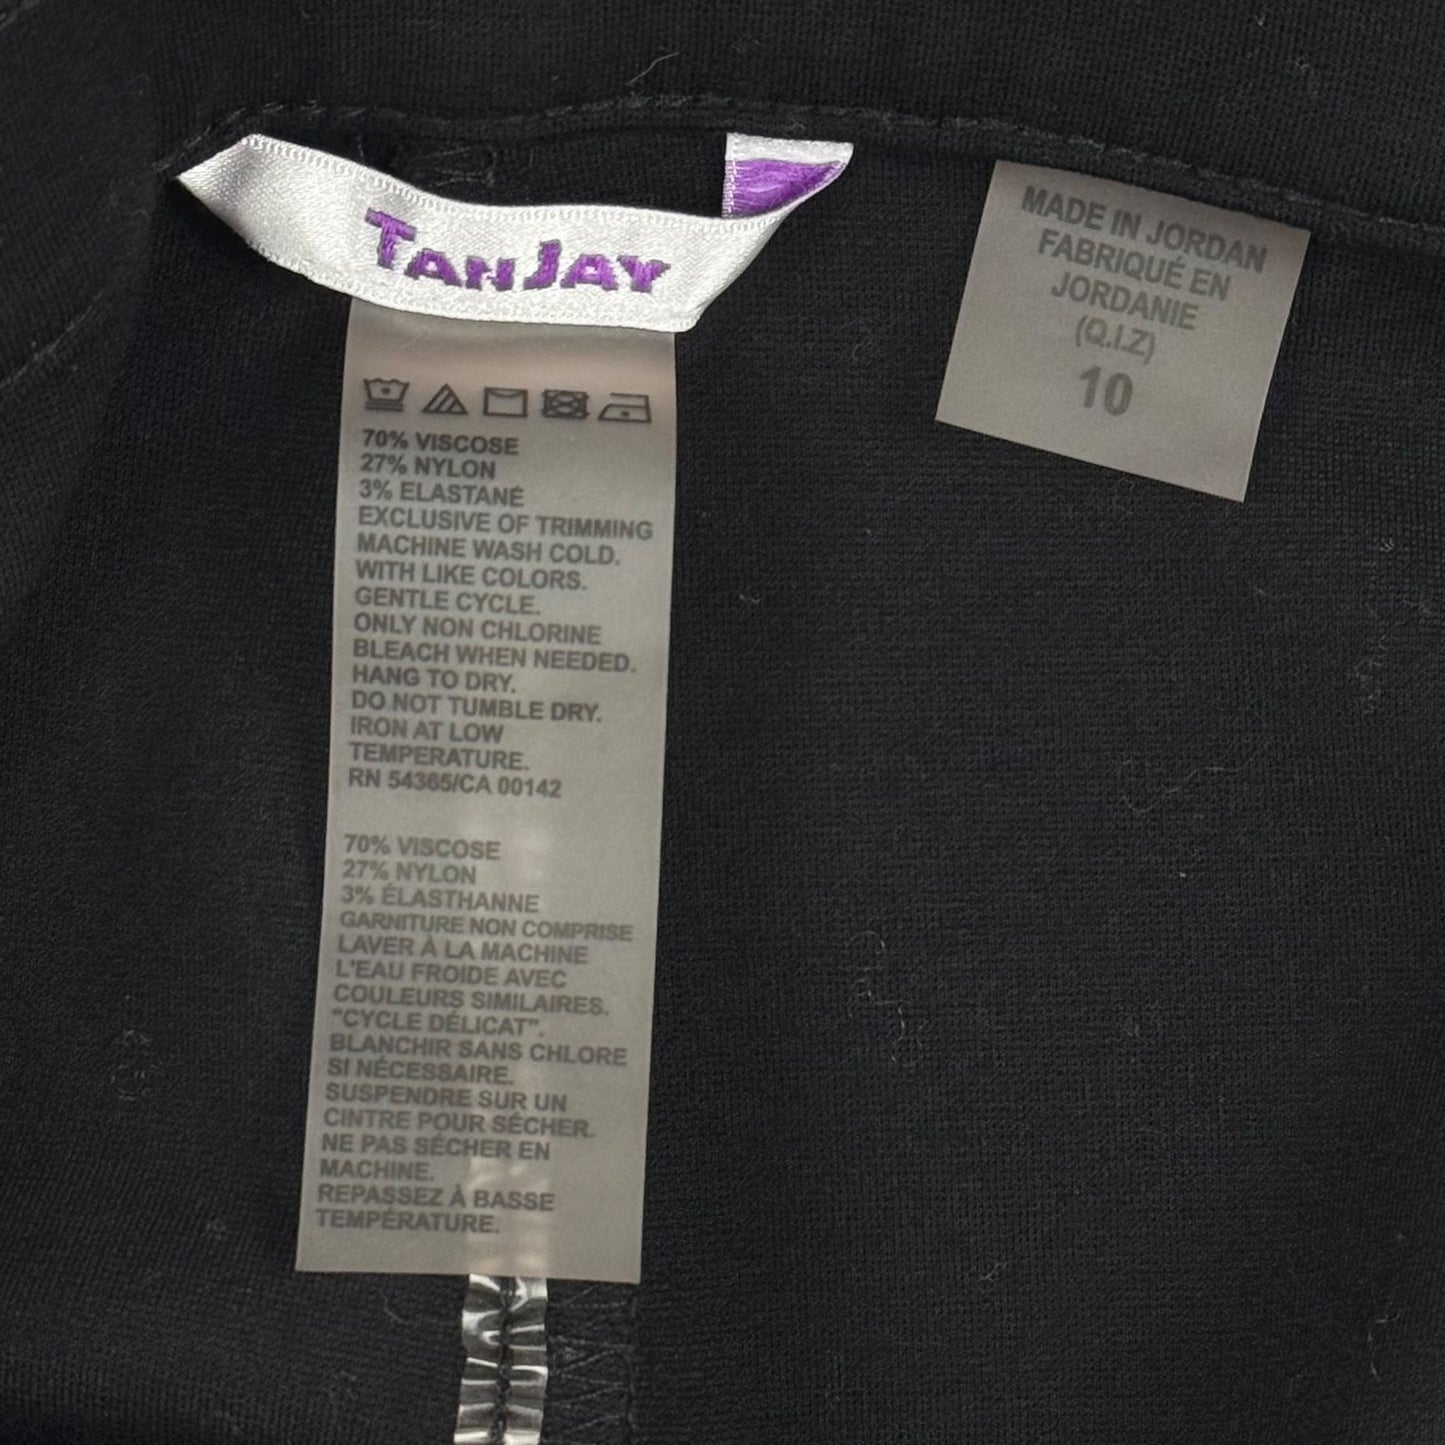 TANJAY
MADE IN JORDAN
FABRIQUÉ EN
JORDANIE
(Q.I.Z)
10
70% VISCOSE
27% NYLON
3% ELASTANÉ
EXCLUSIVE OF TRIMMING
MACHINE WASH COLD.
WITH LIKE COLORS.
GENTLE CYCLE.
ONLY NON CHLORINE
BLEACH WHEN NEEDED.
HANG TO DRY.
DO NOT TUMBLE DRY.
IRON AT LOW
TEMPERATURE.
RN 54365/CA 00142
70% VISCOSE
27% NYLON
3% ÉLASTHANNE
GARNITURE NON COMPRISE
LAVER À LA MACHINE
L'EAU FROIDE AVEC
COULEURS SIMILAIRES.
"CYCLE DÉLICAT".
BLANCHIR SANS CHLORE
SI NÉCESSAIRE.
SUSPENDRE SUR UN
CINTRE POUR SÉCHER.
NE PAS SÉCHER EN
MACHINE.
REPASSEZ À BASSE
TEMPÉRATURE.